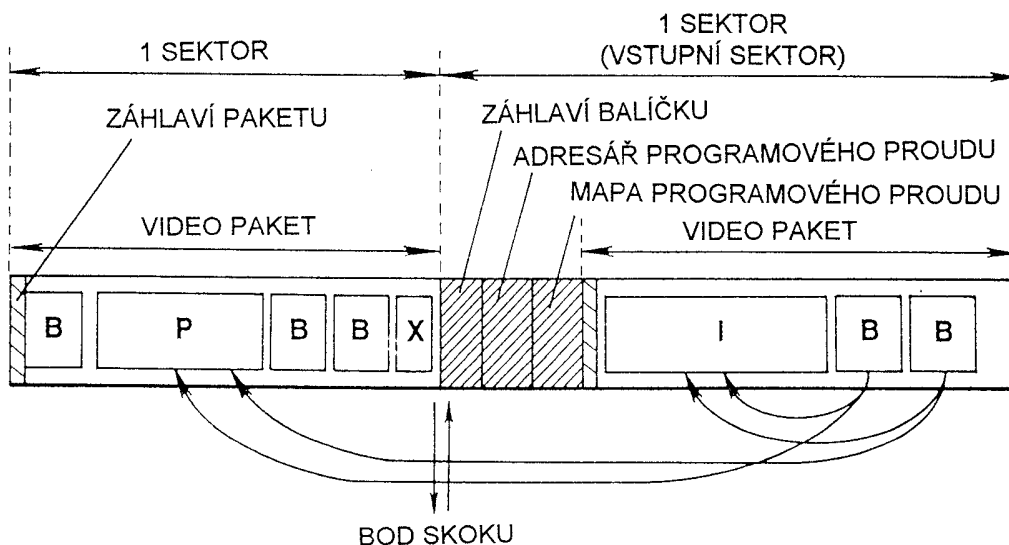 1 SEKTOR
1 SEKTOR
(VSTUPNÍ SEKTOR)
ZÁHLAVÍ PAKETU
ZÁHLAVÍ BALÍČKU
ADRESÁŘ PROGRAMOVÉHO PROUDU
MAPA PROGRAMOVÉHO PROUDU
VIDEO PAKET
VIDEO PAKET
B P B B X I B B
BOD SKOKU